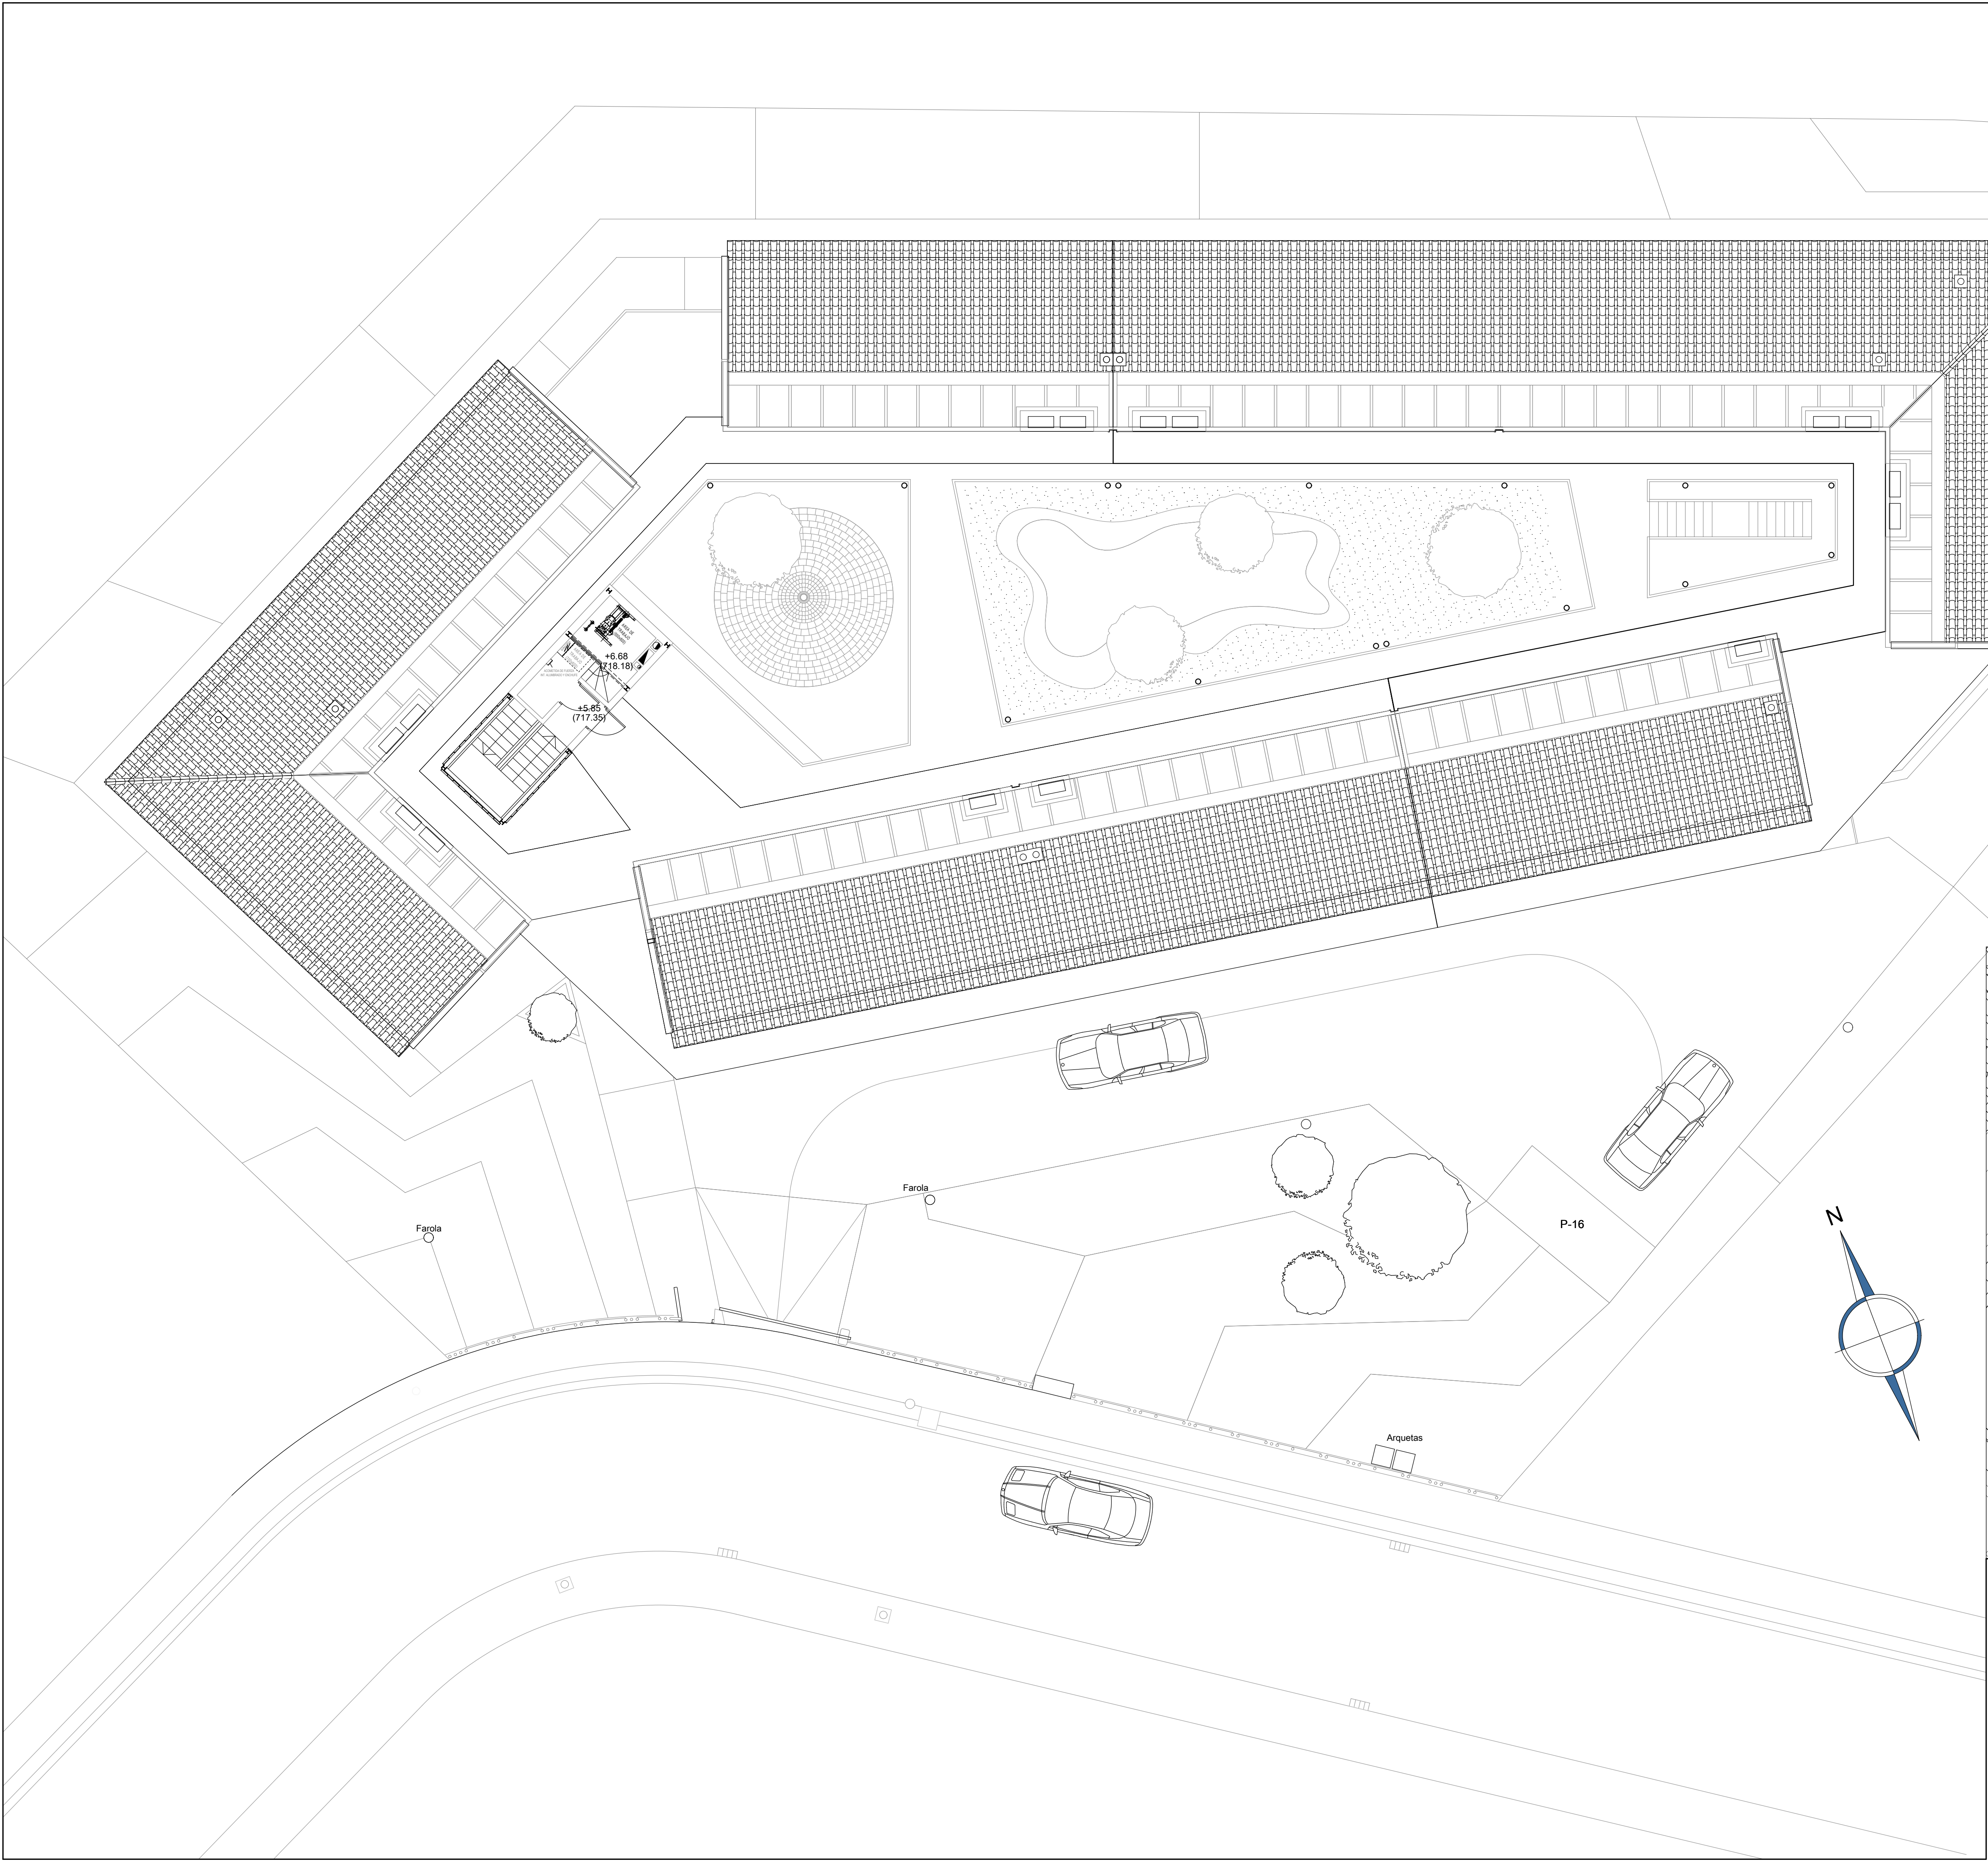 +6.68
(718.18)
+5.85
(717.35)
Farola
Farola
P-16
N
Arquetas